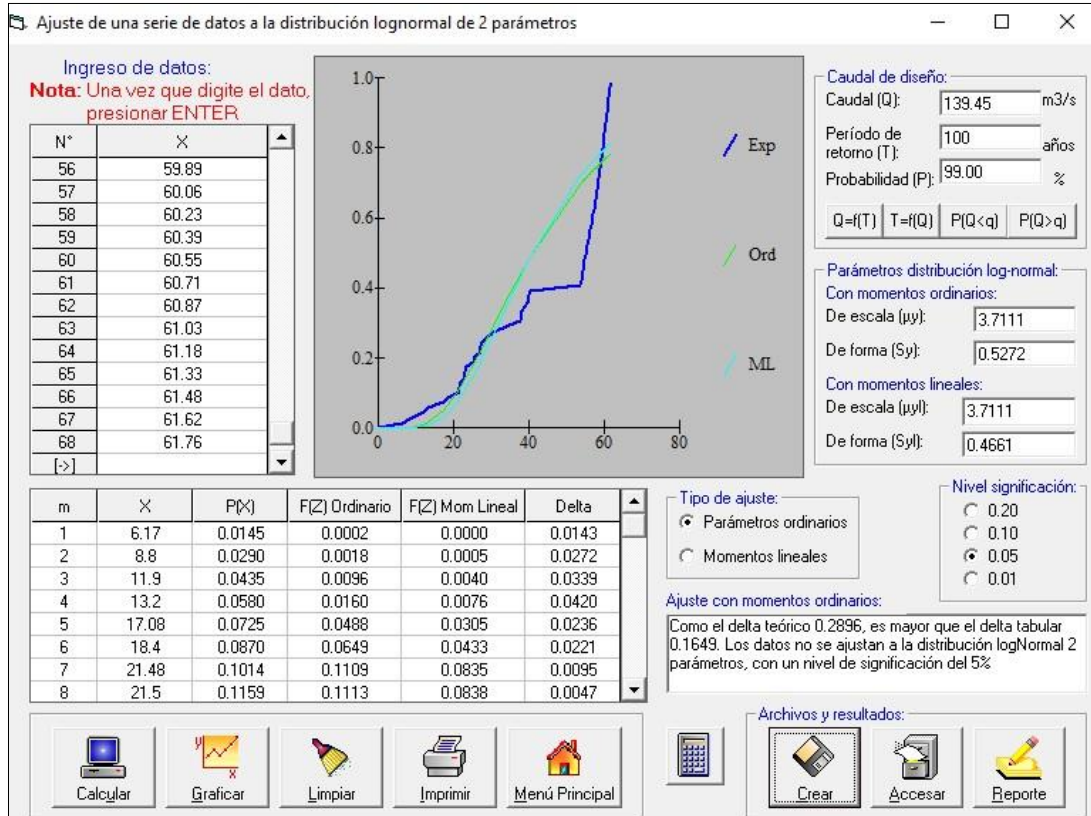 Ajuste de una serie de datos a la distribución lognormal de 2 parámetros
Ingreso de datos:
Nota: Una vez que digite el dato,
presionar ENTER
N° X
56 59.89
57 60.06
58 60.23
59 60.39
60 60.55
61 60.71
62 60.87
63 61.03
64 61.18
65 61.33
66 61.48
67 61.62
68 61.76
[->]
1.0
0.8
0.6
0.4
0.2
0.0
0 20 40 60 80
Exp
Ord
ML
Caudal de diseño:
Caudal (Q): 139.45 m3/s
Período de
retorno (T): 100 años
Probabilidad (P): 99.00 %
Q=f(T) T=f(Q) P(Q<q) P(Q>q)
Parámetros distribución log-normal:
Con momentos ordinarios:
De escala (μy): 3.7111
De forma (Sy): 0.5272
Con momentos lineales:
De escala (μyl): 3.7111
De forma (Syl): 0.4661
m X P(X) F(Z) Ordinario F(Z) Mom Lineal Delta
1 6.17 0.0145 0.0002 0.0000 0.0143
2 8.8 0.0290 0.0018 0.0005 0.0272
3 11.9 0.0435 0.0096 0.0040 0.0339
4 13.2 0.0580 0.0160 0.0076 0.0420
5 17.08 0.0725 0.0488 0.0305 0.0236
6 18.4 0.0870 0.0649 0.0433 0.0221
7 21.48 0.1014 0.1109 0.0835 0.0095
8 21.5 0.1159 0.1113 0.0838 0.0047
Tipo de ajuste:
Parámetros ordinarios
Momentos lineales
Nivel significación:
0.20
0.10
0.05
0.01
Ajuste con momentos ordinarios:
Como el delta teórico 0.2896, es mayor que el delta tabular
0.1649. Los datos no se ajustan a la distribución logNormal 2
parámetros, con un nivel de significación del 5%
y
x
Calcular Graficar Limpiar Imprimir Menú Principal
Archivos y resultados:
Crear Accesar Reporte